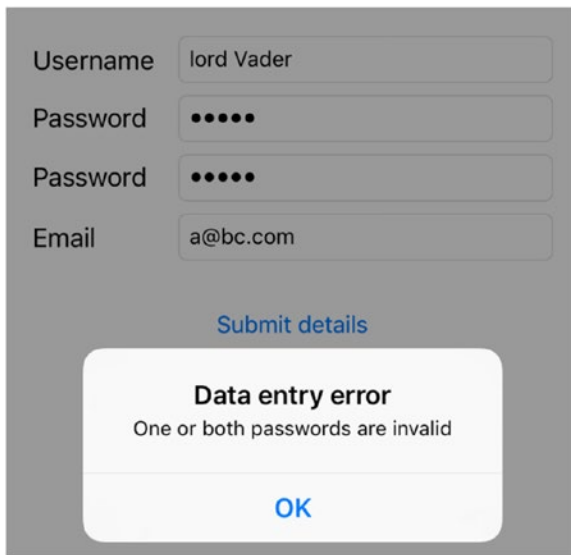 Username lord Vader
Password •••••
Password •••••
Email a@bc.com
Submit details
Data entry error
One or both passwords are invalid
OK